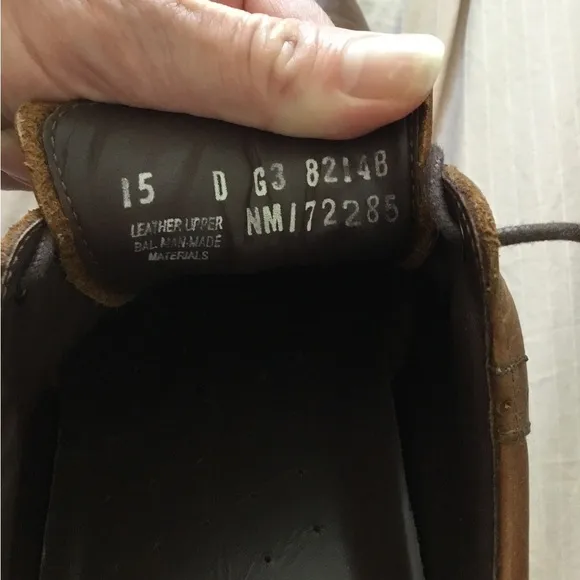 15 D G3 8214B
LEATHER UPPER NM172285
BAL. MAN-MADE
MATERIALS